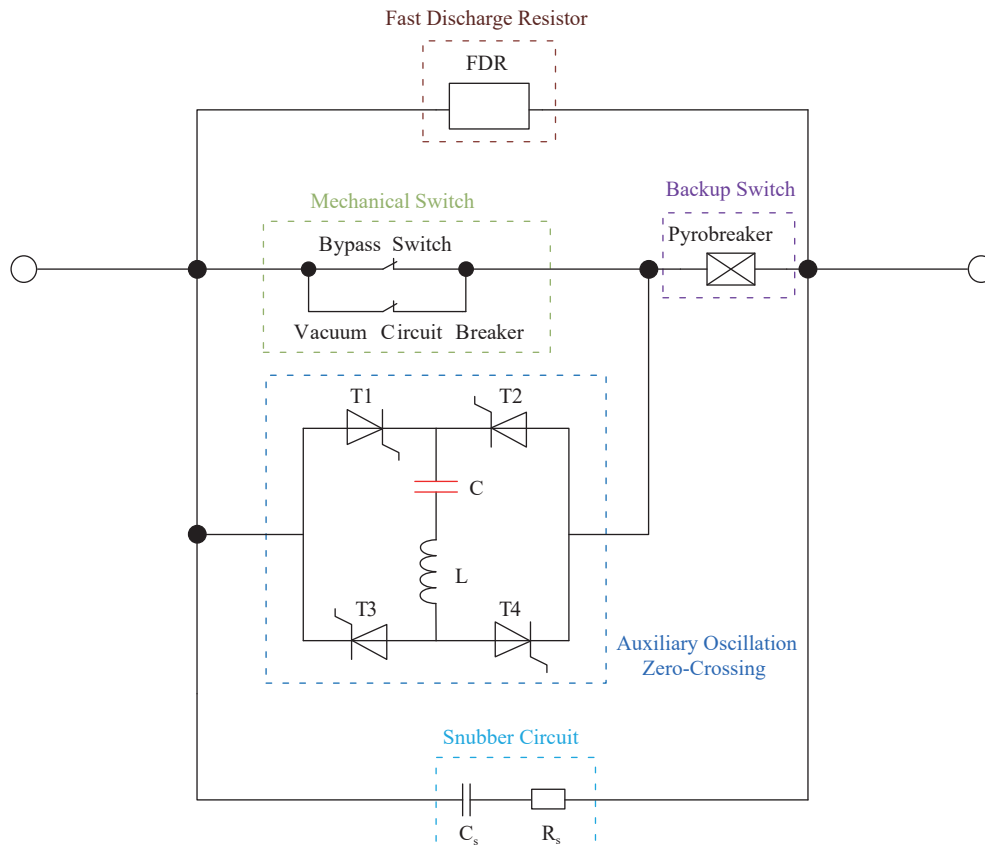 Fast Discharge Resistor
FDR
Backup Switch
Mechanical Switch
Pyrobreaker
Bypass Switch
Vacuum Circuit Breaker
T1
T2
C
L
T3
T4
Auxiliary Oscillation
Zero-Crossing
Snubber Circuit
Cs
Rs